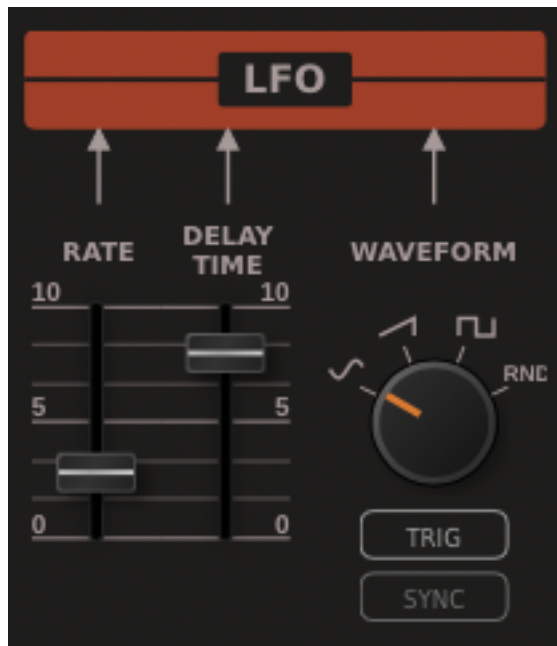 LFO
RATE
DELAY
TIME
WAVEFORM
10
10
5
5
0
0
RND
TRIG
SYNC